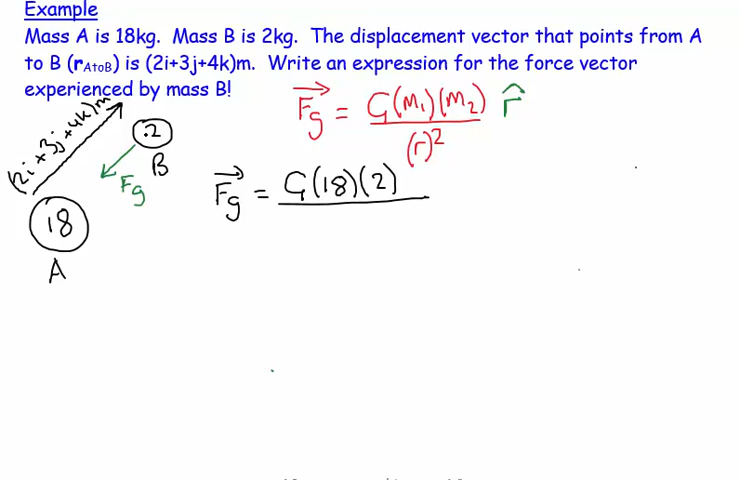 Example
Mass A is 18kg. Mass B is 2kg. The displacement vector that points from A
to B (rAtoB) is (2i+3j+4k)m. Write an expression for the force vector
experienced by mass B!
(2i+3j+4k)m
2
B
Fg
18
A
Fg = G(m₁)(m₂) r̂
(r)²
Fg = G(18)(2)